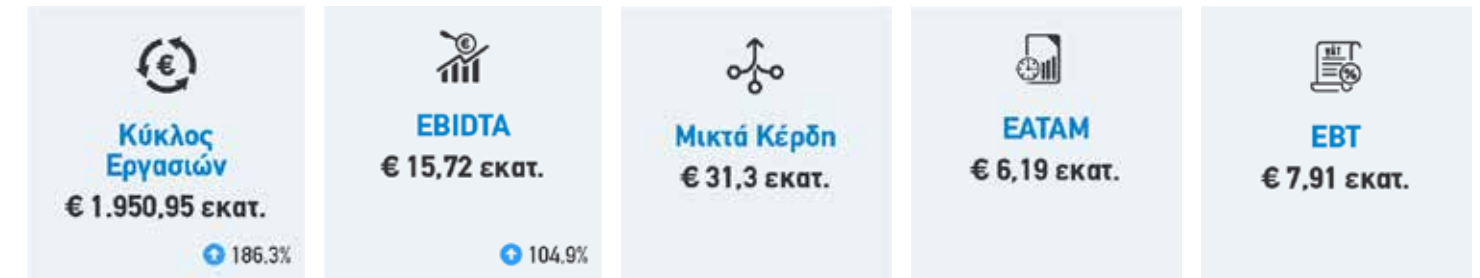 Κύκλος
Εργασιών
€ 1.950,95 εκατ.
186,3%
EBIDTA
€ 15,72 εκατ.
104,9%
Μικτά Κέρδη
€ 31,3 εκατ.
EATAM
€ 6,19 εκατ.
VAT
EBT
€ 7,91 εκατ.